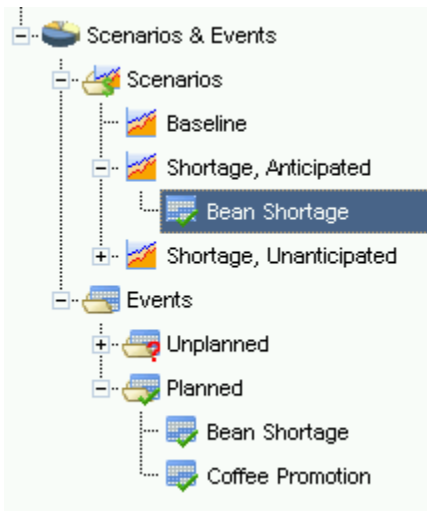 Scenarios & Events
Scenarios
Baseline
Shortage, Anticipated
Bean Shortage
Shortage, Unanticipated
Events
Unplanned
Planned
Bean Shortage
Coffee Promotion